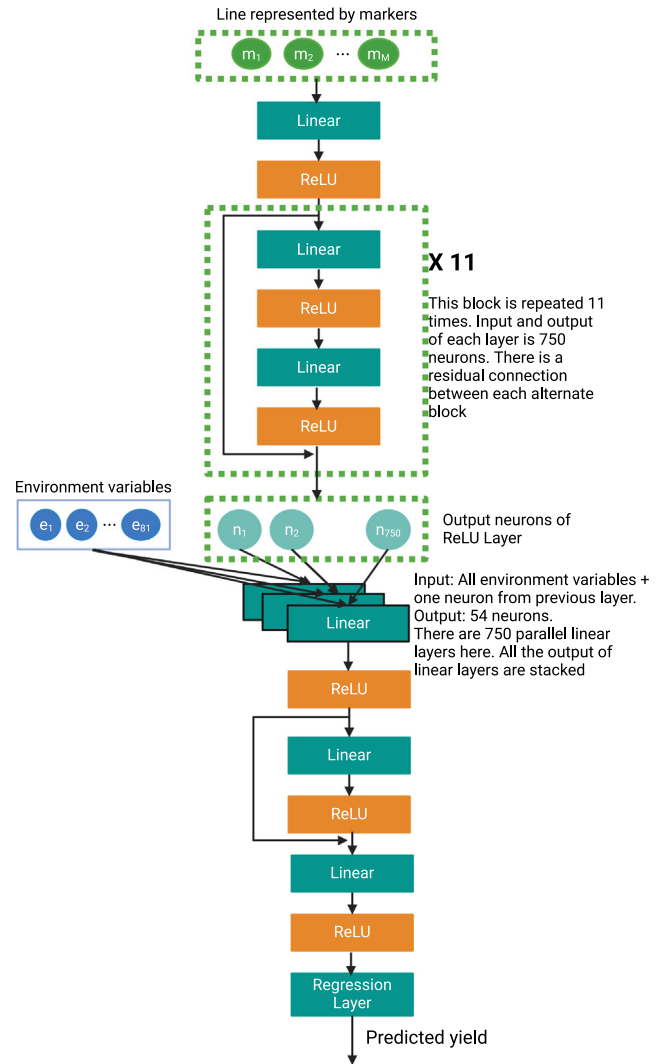 Line represented by markers
m1 m2 ... mM
Linear
ReLU
Linear
ReLU
Linear
ReLU
X 11
This block is repeated 11
times. Input and output
of each layer is 750
neurons. There is a
residual connection
between each alternate
block
Environment variables
e1 e2 ... e81
n1 n2 n750
Output neurons of
ReLU Layer
Linear
Input: All environment variables +
one neuron from previous layer.
Output: 54 neurons.
There are 750 parallel linear
layers here. All the output of
linear layers are stacked
ReLU
Linear
ReLU
Linear
ReLU
Regression
Layer
Predicted yield